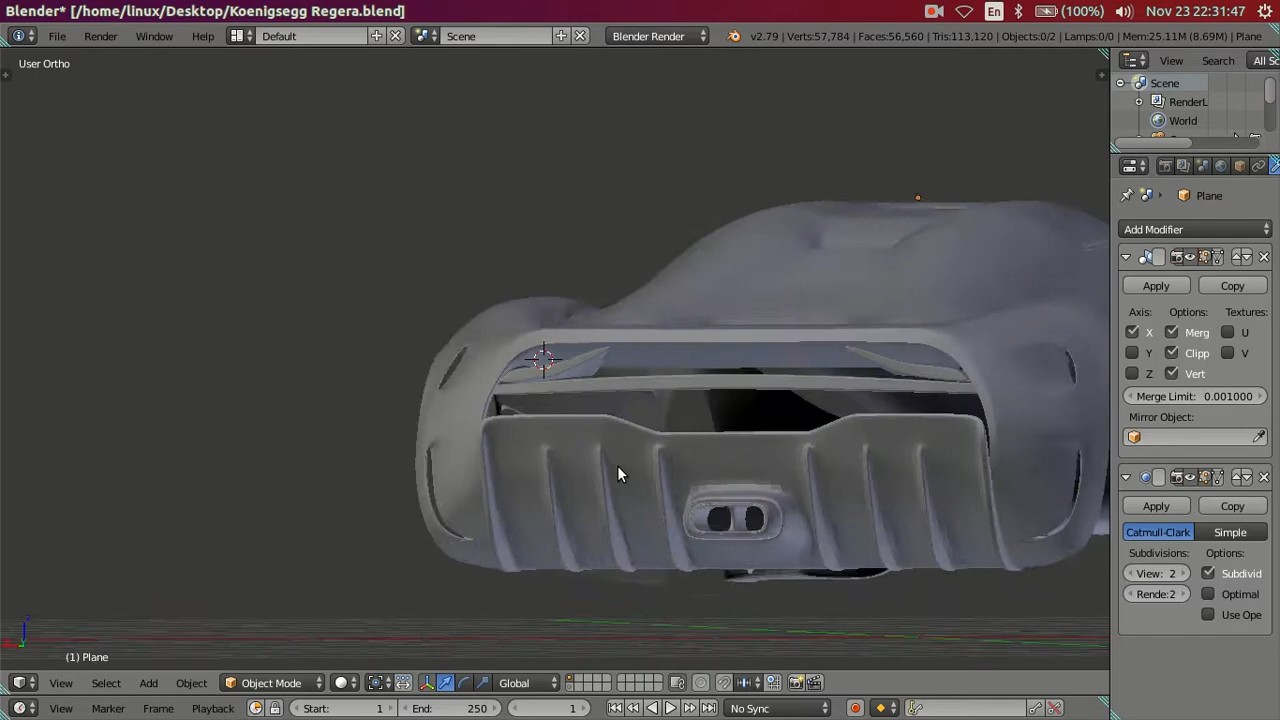 Blender* [/home/linux/Desktop/Koenigsegg Regera.blend] En (100%) Nov 23 22:31:47
File Render Window Help Default Scene Blender Render v2.79 | Verts:57,784 | Faces:56,560 | Tris:113,120 | Objects:0/2 | Lamps:0/0 | Mem:25.11M (8.69M) | Plane
User Ortho
View Search All Sc
Scene
RenderL
World
Plane
Add Modifier
Apply Copy
Axis: Options: Textures:
X Merg U
Y Clipp V
Z Vert
Merge Limit: 0.001000
Mirror Object:
Apply Copy
Catmull-Clark Simple
Subdivisions: Options:
View: 2 Subdivid
Rende:2 Optimal
Use Ope
(1) Plane
View Select Add Object Object Mode Global
View Marker Frame Playback Start: 1 End: 250 1 No Sync